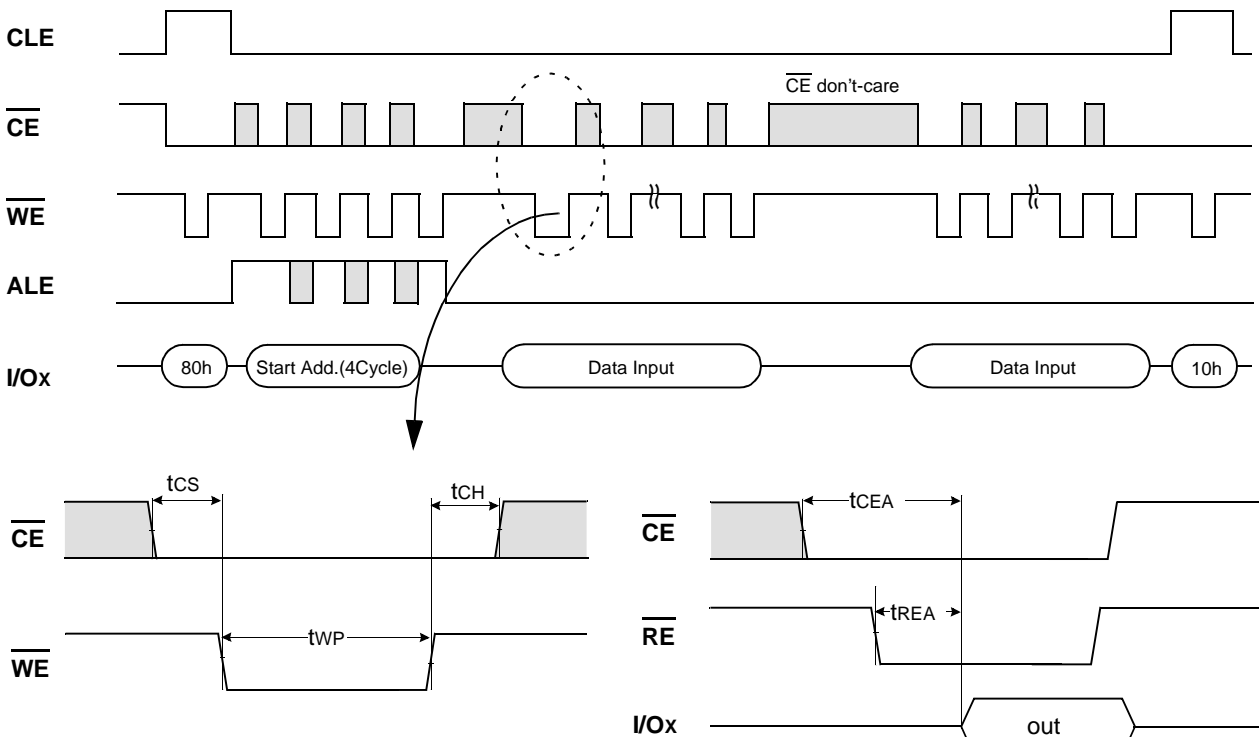 CLE
CE don't-care
CE
WE
ALE
I/Ox 80h Start Add.(4Cycle) Data Input Data Input 10h
tCS tCH
CE
tWP
WE
tCEA
CE
tREA
RE
I/Ox out